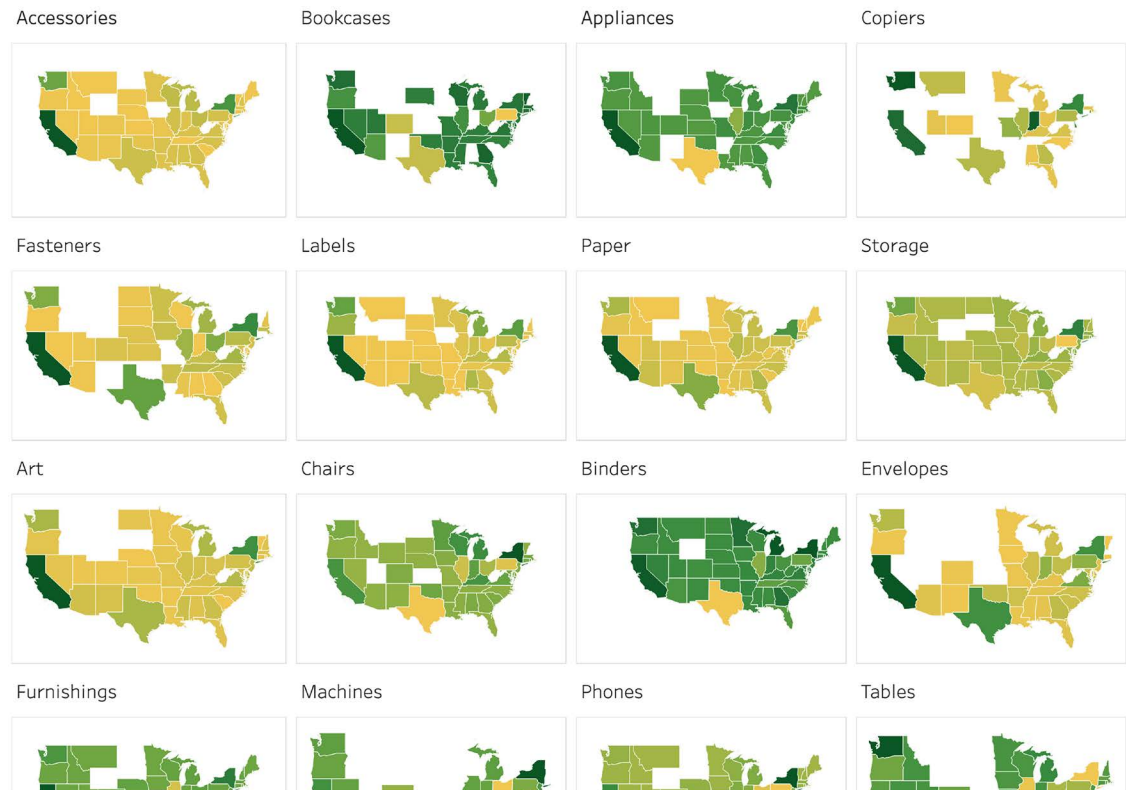 Accessories
Bookcases
Appliances
Copiers
Fasteners
Labels
Paper
Storage
Art
Chairs
Binders
Envelopes
Furnishings
Machines
Phones
Tables